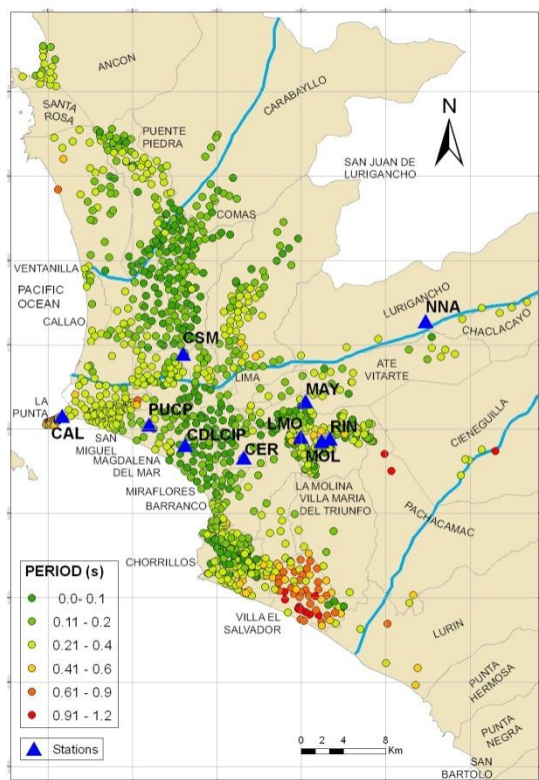 ANCON
SANTA
ROSA
PUENTE
PIEDRA
CARABAYLLO
N
SAN JUAN DE
LURIGANCHO
COMAS
VENTANILLA
PACIFIC
OCEAN
CALLAO
CSM
LURIGANCHO
NNA
CHACLACAYO
LIMA
ATE
VITARTE
LA
PUNTA
CAL
PUCP
MAY
SAN
MIGUEL
CDLCIP
LMO
RIN
MOL
CER
CIENEGUILLA
MAGDALENA
DEL MAR
MIRAFLORES
BARRANCO
LA MOLINA
VILLA MARIA
DEL TRIUNFO
PACHACAMAC
CHORRILLOS
VILLA EL
SALVADOR
LURIN
PUNTA
HERMOSA
PUNTA
NEGRA
SAN
BARTOLO
PERIOD (s)
0.0- 0.1
0.11 - 0.2
0.21 - 0.4
0.41 - 0.6
0.61 - 0.9
0.91 - 1.2
Stations
0 2 4 8
Km